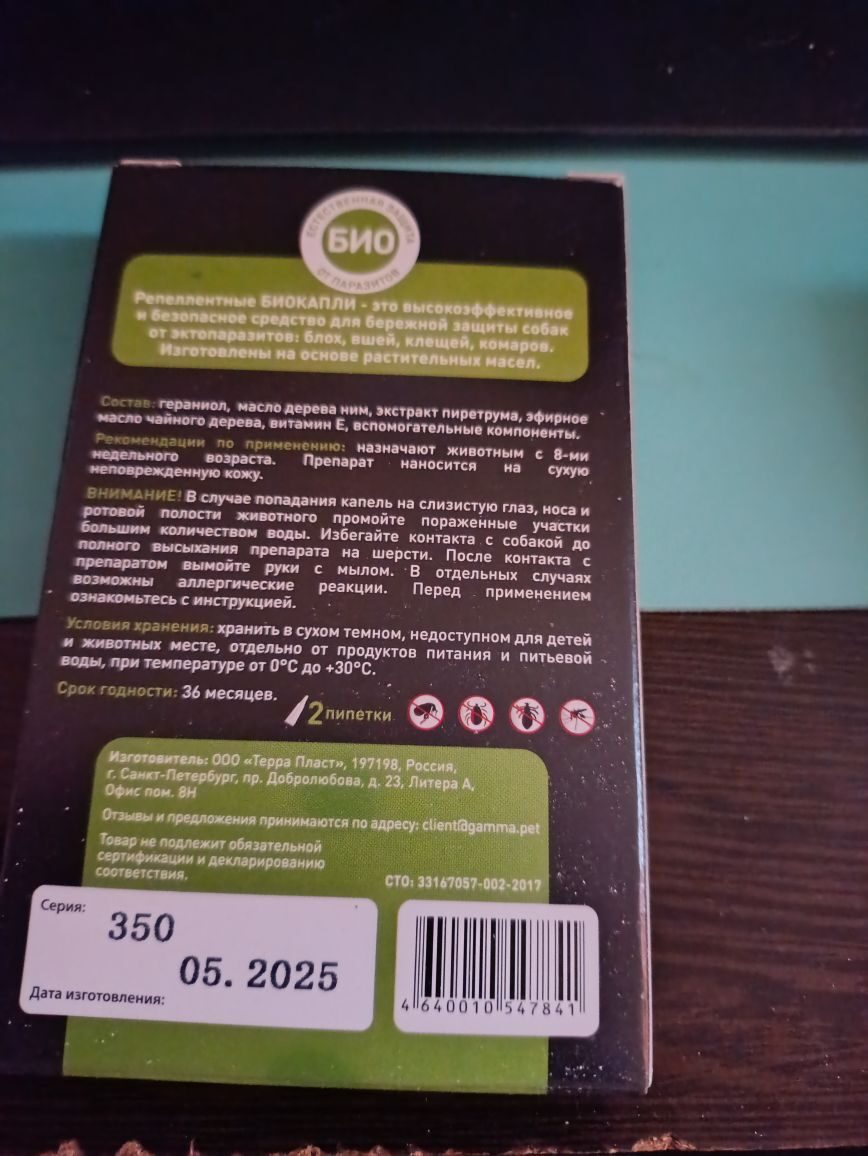 ЕСТЕСТВЕННАЯ ЗАЩИТА
БИО
ОТ ПАРАЗИТОВ
Репеллентные БИОКАПЛИ - это высокоэффективное
и безопасное средство для бережной защиты собак
от эктопаразитов: блох, вшей, клещей, комаров.
Изготовлены на основе растительных масел.
Состав: гераниол, масло дерева ним, экстракт пиретрума, эфирное
масло чайного дерева, витамин Е, вспомогательные компоненты.
Рекомендации по применению: назначают животным с 8-ми
недельного возраста. Препарат наносится на сухую
неповрежденную кожу.
ВНИМАНИЕ! В случае попадания капель на слизистую глаз, носа и
ротовой полости животного промойте пораженные участки
большим количеством воды. Избегайте контакта с собакой до
полного высыхания препарата на шерсти. После контакта с
препаратом вымойте руки с мылом. В отдельных случаях
возможны аллергические реакции. Перед применением
ознакомьтесь с инструкцией.
Условия хранения: хранить в сухом темном, недоступном для детей
и животных месте, отдельно от продуктов питания и питьевой
воды, при температуре от 0°С до +30°С.
Срок годности: 36 месяцев.
2 пипетки
Изготовитель: ООО «Терра Пласт», 197198, Россия,
г. Санкт-Петербург, пр. Добролюбова, д. 23, Литера А,
Офис пом. 8Н
Отзывы и предложения принимаются по адресу: client@gamma.pet
Товар не подлежит обязательной
сертификации и декларированию
соответствия.
СТО: 33167057-002-2017
Серия:
350
05. 2025
Дата изготовления:
4 640010 547841